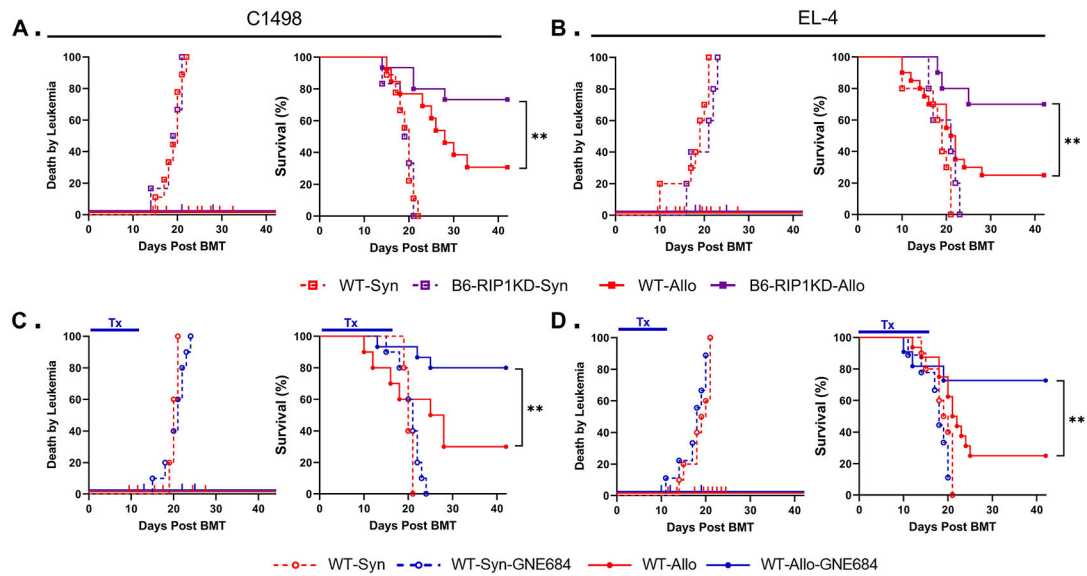 C1498
EL-4
A .
B .
Death by Leukemia
100
80
60
40
20
0
0 10 20 30 40
Days Post BMT
Survival (%)
100
80
60
40
20
0
0 10 20 30 40
Days Post BMT
**
Death by Leukemia
100
80
60
40
20
0
0 10 20 30 40
Days Post BMT
Survival (%)
100
80
60
40
20
0
0 10 20 30 40
Days Post BMT
**
WT-Syn B6-RIP1KD-Syn WT-Allo B6-RIP1KD-Allo
C .
D .
Tx
Death by Leukemia
100
80
60
40
20
0
0 10 20 30 40
Days Post BMT
Tx
Survival (%)
100
80
60
40
20
0
0 10 20 30 40
Days Post BMT
**
Tx
Death by Leukemia
100
80
60
40
20
0
0 10 20 30 40
Days Post BMT
Tx
Survival (%)
100
80
60
40
20
0
0 10 20 30 40
Days Post BMT
**
WT-Syn WT-Syn-GNE684 WT-Allo WT-Allo-GNE684